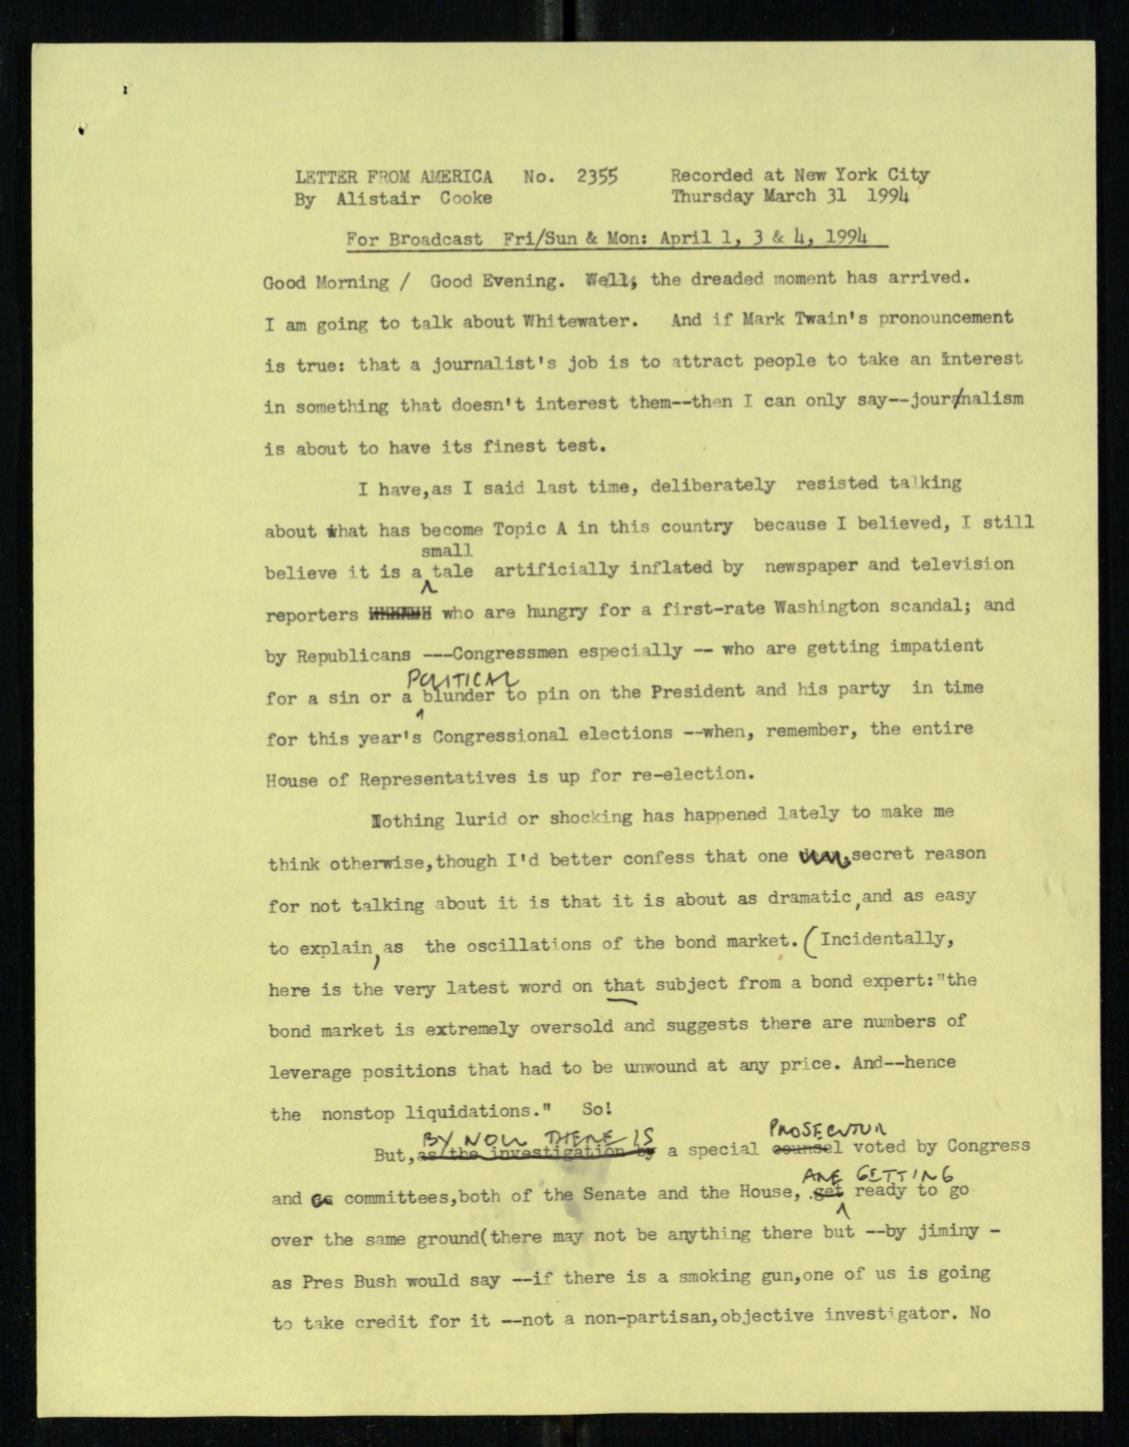 LETTER FROM AMERICA No. 2355 Recorded at New York City
By Alistair Cooke Thursday March 31 1994
For Broadcast Fri/Sun & Mon: April 1, 3 & 4, 1994
Good Morning / Good Evening. Well, the dreaded moment has arrived.
I am going to talk about Whitewater. And if Mark Twain's pronouncement
is true: that a journalist's job is to attract people to take an interest
in something that doesn't interest them--then I can only say--journalism
is about to have its finest test.
I have,as I said last time, deliberately resisted talking
about what has become Topic A in this country because I believed, I still
small
believe it is a tale artificially inflated by newspaper and television
reporters who are hungry for a first-rate Washington scandal; and
by Republicans ---Congressmen especially -- who are getting impatient
POLITICAL
for a sin or a blunder to pin on the President and his party in time
for this year's Congressional elections --when, remember, the entire
House of Representatives is up for re-election.
Nothing lurid or shocking has happened lately to make me
think otherwise,though I'd better confess that one secret reason
for not talking about it is that it is about as dramatic,and as easy
to explain,as the oscillations of the bond market. (Incidentally,
here is the very latest word on that subject from a bond expert:"the
bond market is extremely oversold and suggests there are numbers of
leverage positions that had to be unwound at any price. And--hence
the nonstop liquidations." So!
BY NOW THERE IS PROSECUTOR
But,as/the investigation by a special counsel voted by Congress
ARE GETTING
and committees,both of the Senate and the House, get ready to go
over the same ground(there may not be anything there but --by jiminy -
as Pres Bush would say --if there is a smoking gun,one of us is going
to take credit for it --not a non-partisan,objective investigator. No